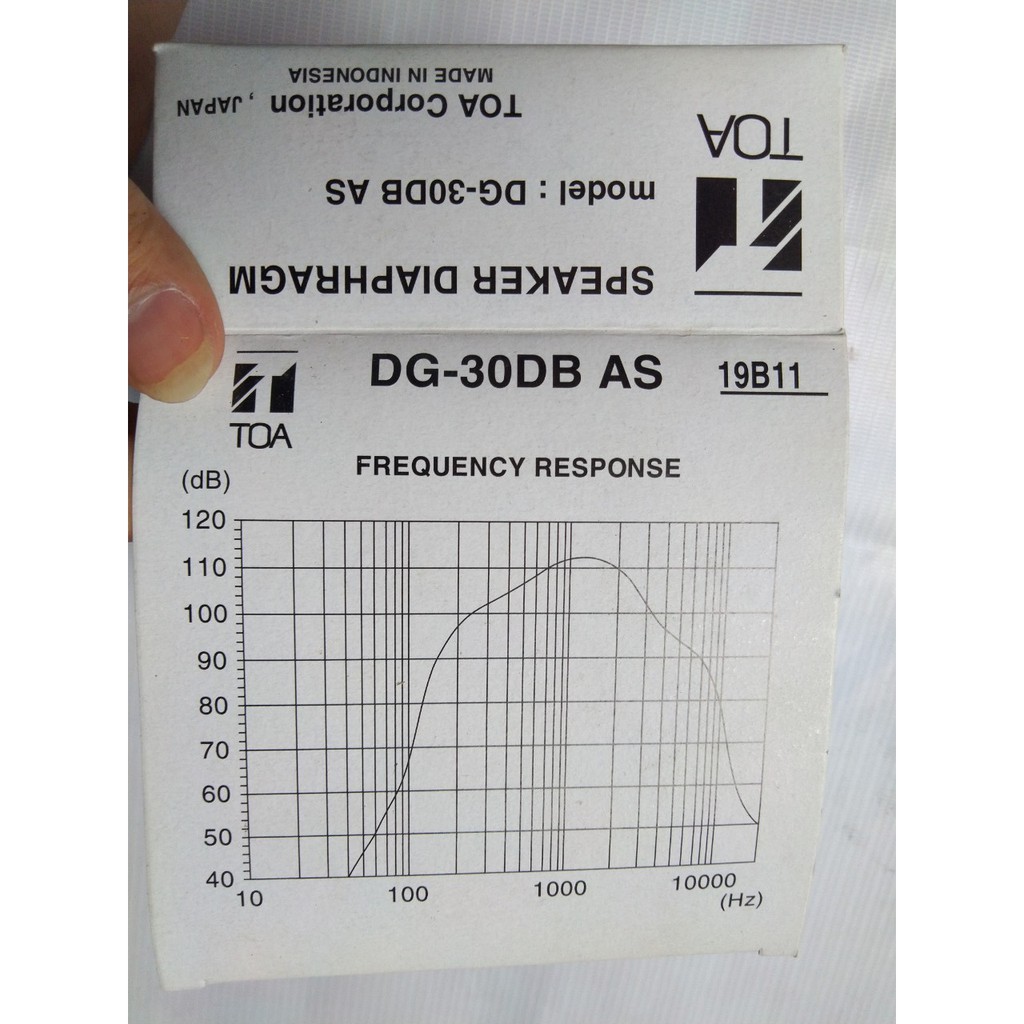 SPEAKER DIAPHRAGM
model : DG-30DB AS
TOA
TOA Corporation , JAPAN
MADE IN INDONESIA
TOA
DG-30DB AS
19B11
FREQUENCY RESPONSE
(dB)
120
110
100
90
80
70
60
50
40
10
100
1000
10000
(Hz)